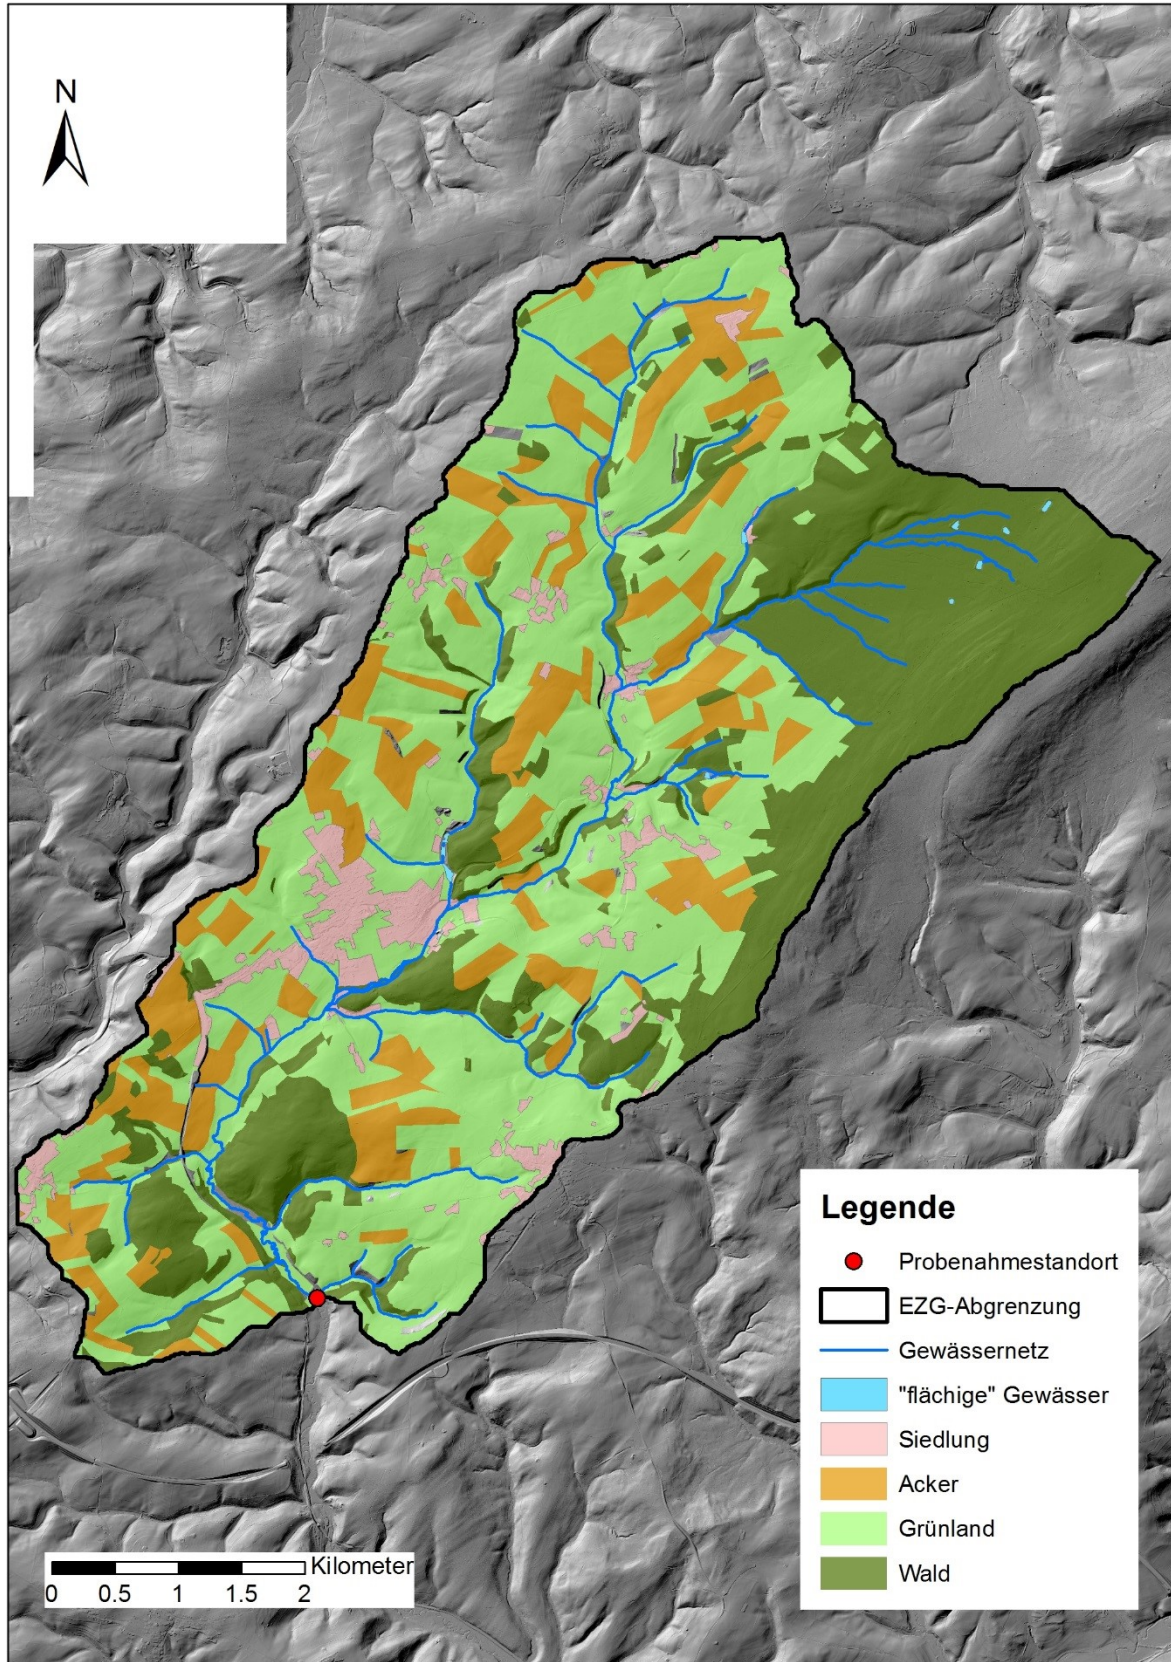 N
Legende
Probenahmestandort
EZG-Abgrenzung
Gewässernetz
"flächige" Gewässer
Siedlung
Acker
Grünland
Wald
Kilometer
0 0.5 1 1.5 2